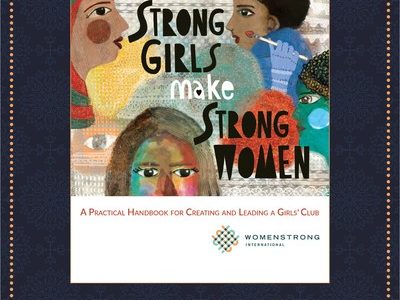 STRONG
GIRLS
make
STRONG
WOMEN
A PRACTICAL HANDBOOK FOR CREATING AND LEADING A GIRLS' CLUB
WOMENSTRONG
INTERNATIONAL